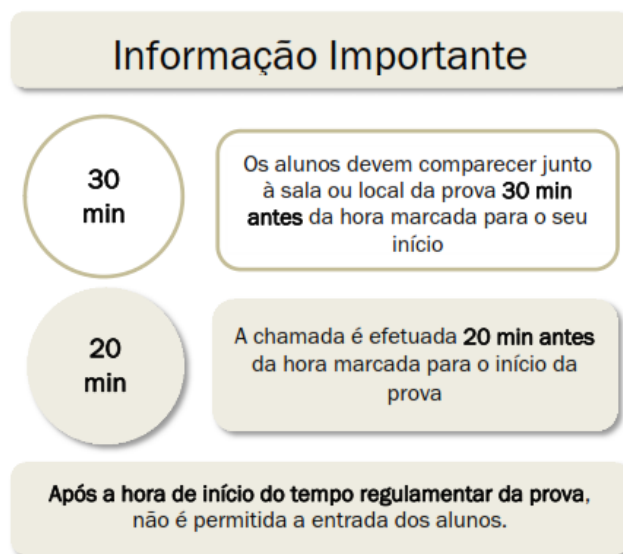 Informação Importante
30
min
Os alunos devem comparecer junto
à sala ou local da prova 30 min
antes da hora marcada para o seu
início
20
min
A chamada é efetuada 20 min antes
da hora marcada para o início da
prova
Após a hora de início do tempo regulamentar da prova,
não é permitida a entrada dos alunos.